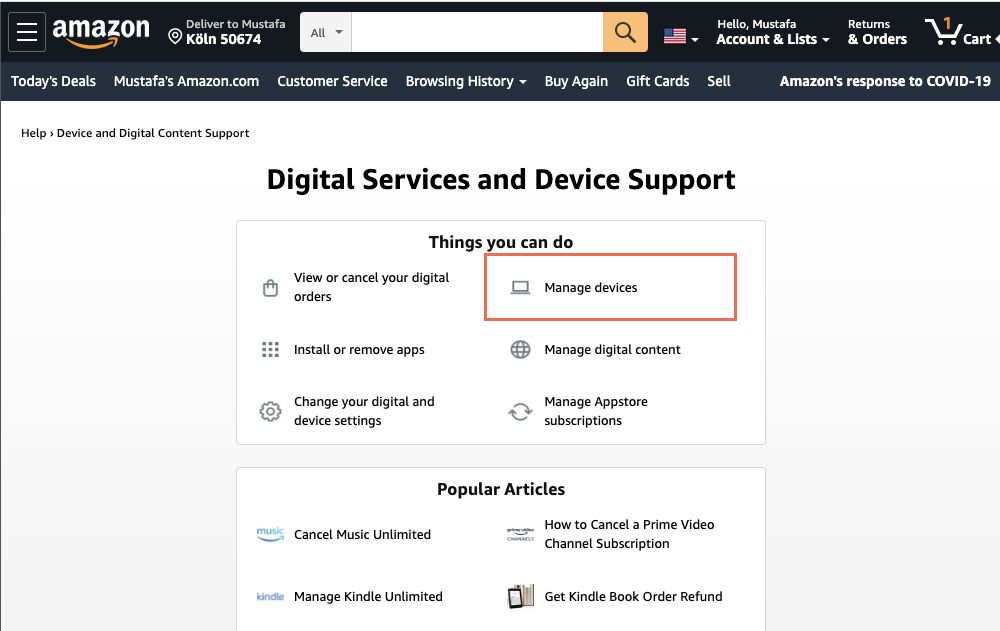 amazon
Deliver to Mustafa
Köln 50674
All
Hello, Mustafa
Account & Lists
Returns
& Orders
1
Cart
Today's Deals
Mustafa's Amazon.com
Customer Service
Browsing History
Buy Again
Gift Cards
Sell
Amazon's response to COVID-19
Help › Device and Digital Content Support
Digital Services and Device Support
Things you can do
View or cancel your digital
orders
Manage devices
Install or remove apps
Manage digital content
Change your digital and
device settings
Manage Appstore
subscriptions
Popular Articles
music
Cancel Music Unlimited
prime video
CHANNELS
How to Cancel a Prime Video
Channel Subscription
kindle
Manage Kindle Unlimited
Get Kindle Book Order Refund